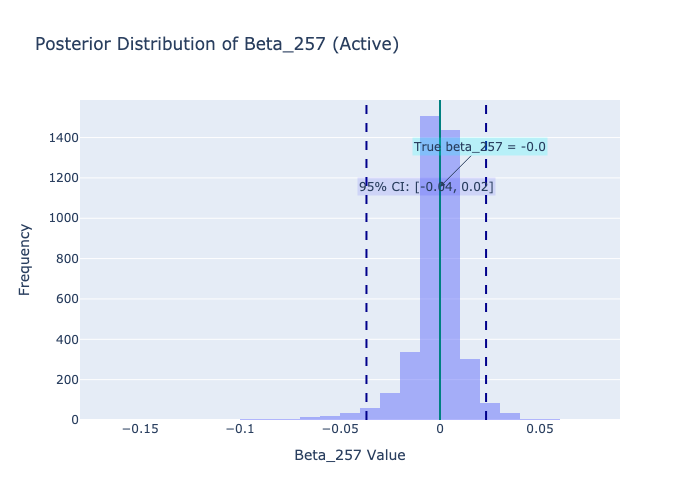 Posterior Distribution of Beta_257 (Active)
1400
1200
1000
800
600
400
200
0
Frequency
True beta_257 = -0.0
95% CI: [-0.04, 0.02]
−0.15
−0.1
−0.05
0
0.05
Beta_257 Value